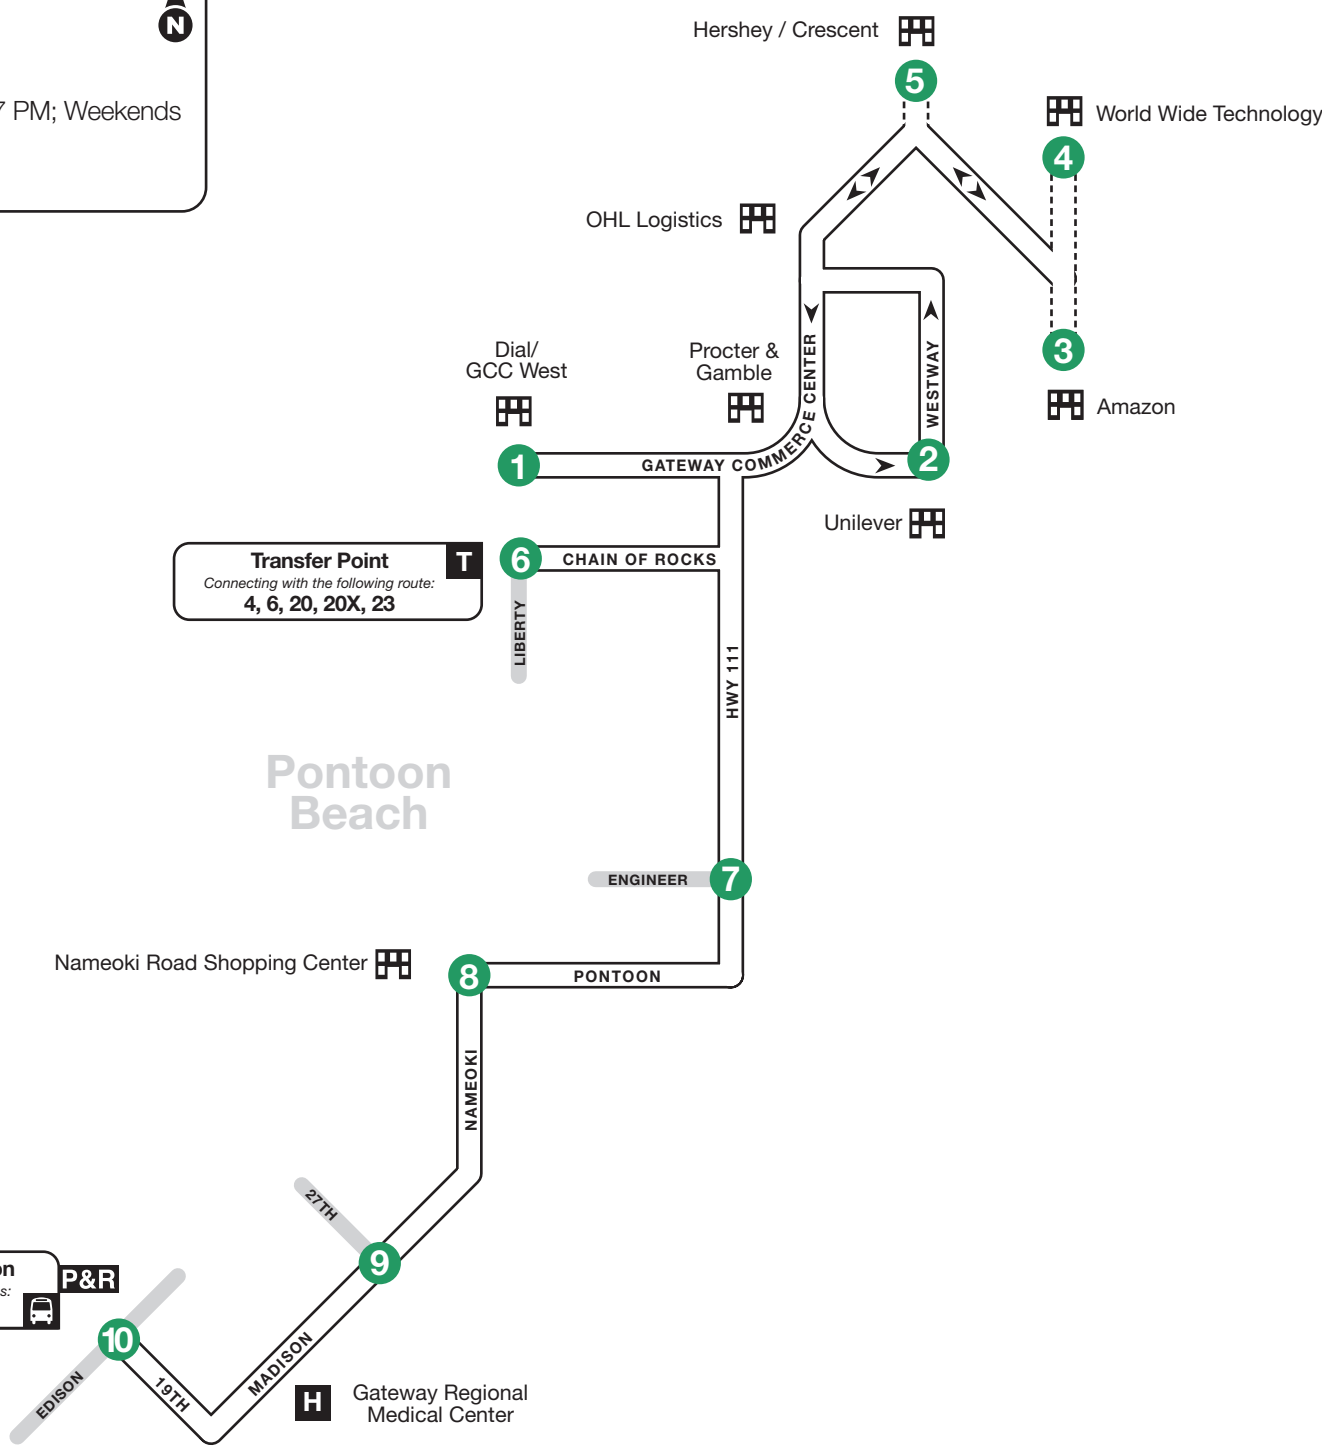 N
7 PM; Weekends
Hershey / Crescent
5
World Wide Technology
4
OHL Logistics
3
Amazon
Dial/
GCC West
Procter &
Gamble
GATEWAY COMMERCE CENTER
WESTWAY
1
2
Unilever
Transfer Point
T
Connecting with the following route:
4, 6, 20, 20X, 23
6
CHAIN OF ROCKS
LIBERTY
HWY 111
Pontoon
Beach
ENGINEER
7
Nameoki Road Shopping Center
8
PONTOON
NAMEOKI
27TH
9
on
s:
P&R
10
EDISON
19TH
MADISON
H
Gateway Regional
Medical Center